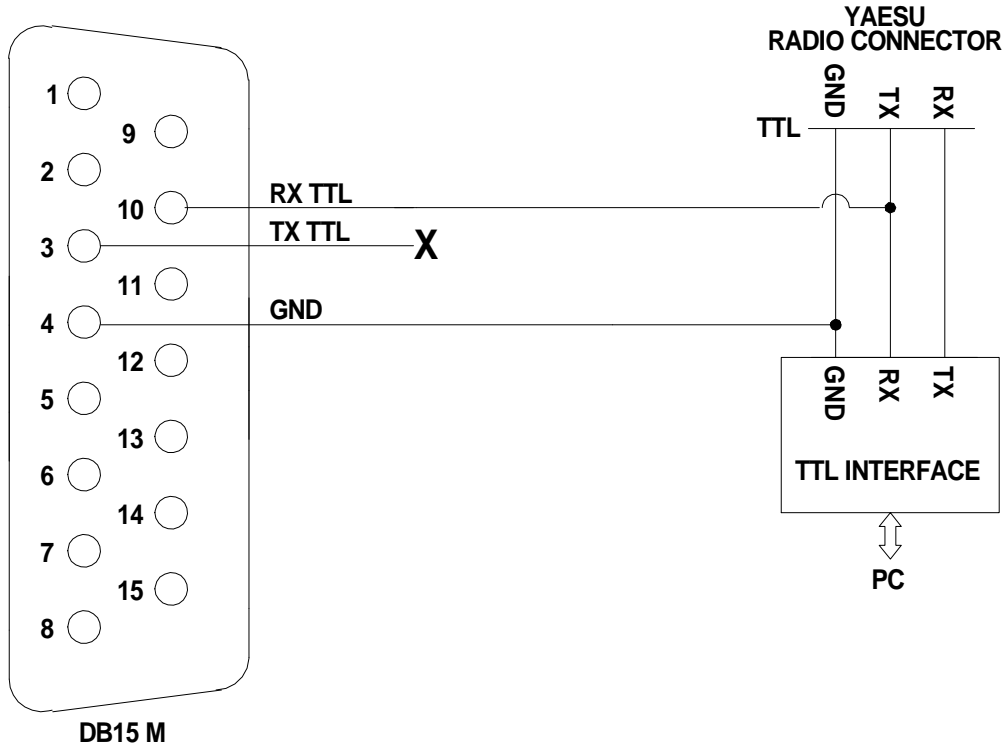 YAESU
RADIO CONNECTOR
GND TX RX
TTL
1
9
2
10
RX TTL
3
TX TTL
X
11
4
GND
12
5
13
6
14
7
15
8
GND RX TX
TTL INTERFACE
PC
DB15 M